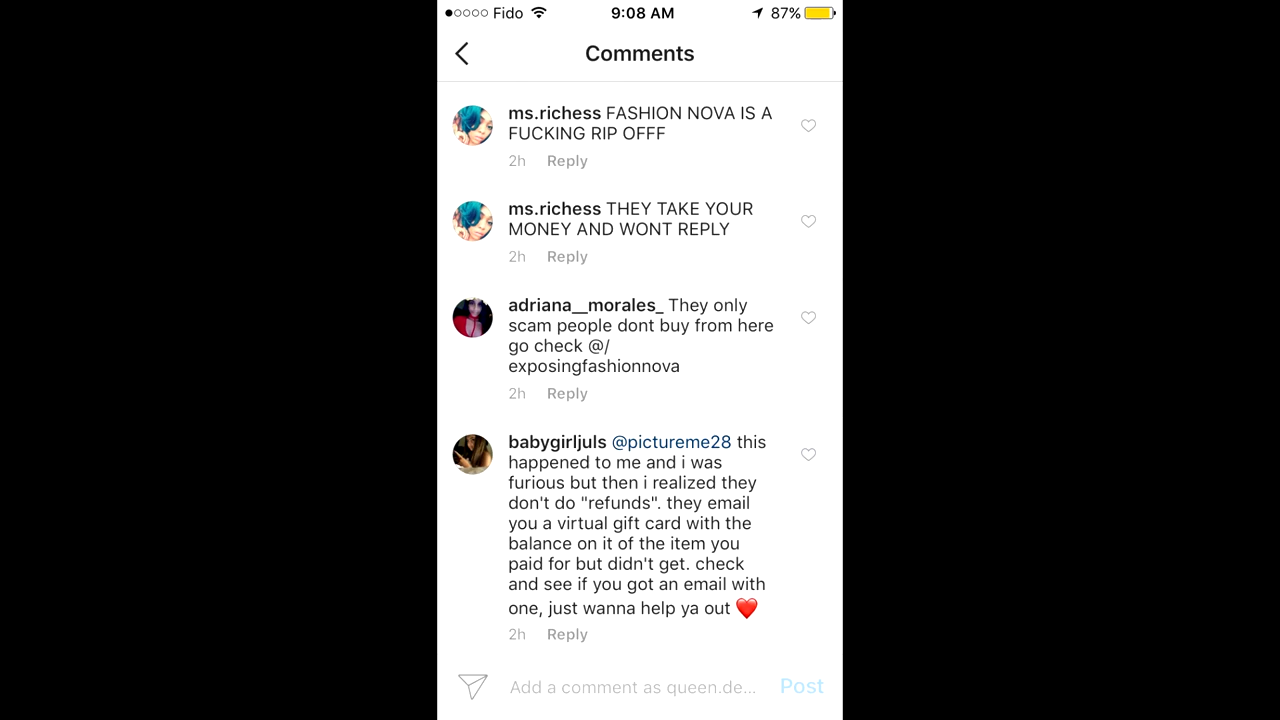 Fido 9:08 AM 87%
Comments
ms.richess FASHION NOVA IS A
FUCKING RIP OFFF
2h Reply
ms.richess THEY TAKE YOUR
MONEY AND WONT REPLY
2h Reply
adriana__morales_ They only
scam people dont buy from here
go check @/
exposingfashionnova
2h Reply
babygirljuls @pictureme28 this
happened to me and i was
furious but then i realized they
don't do "refunds". they email
you a virtual gift card with the
balance on it of the item you
paid for but didn't get. check
and see if you got an email with
one, just wanna help ya out ❤️
2h Reply
Add a comment as queen.de... Post